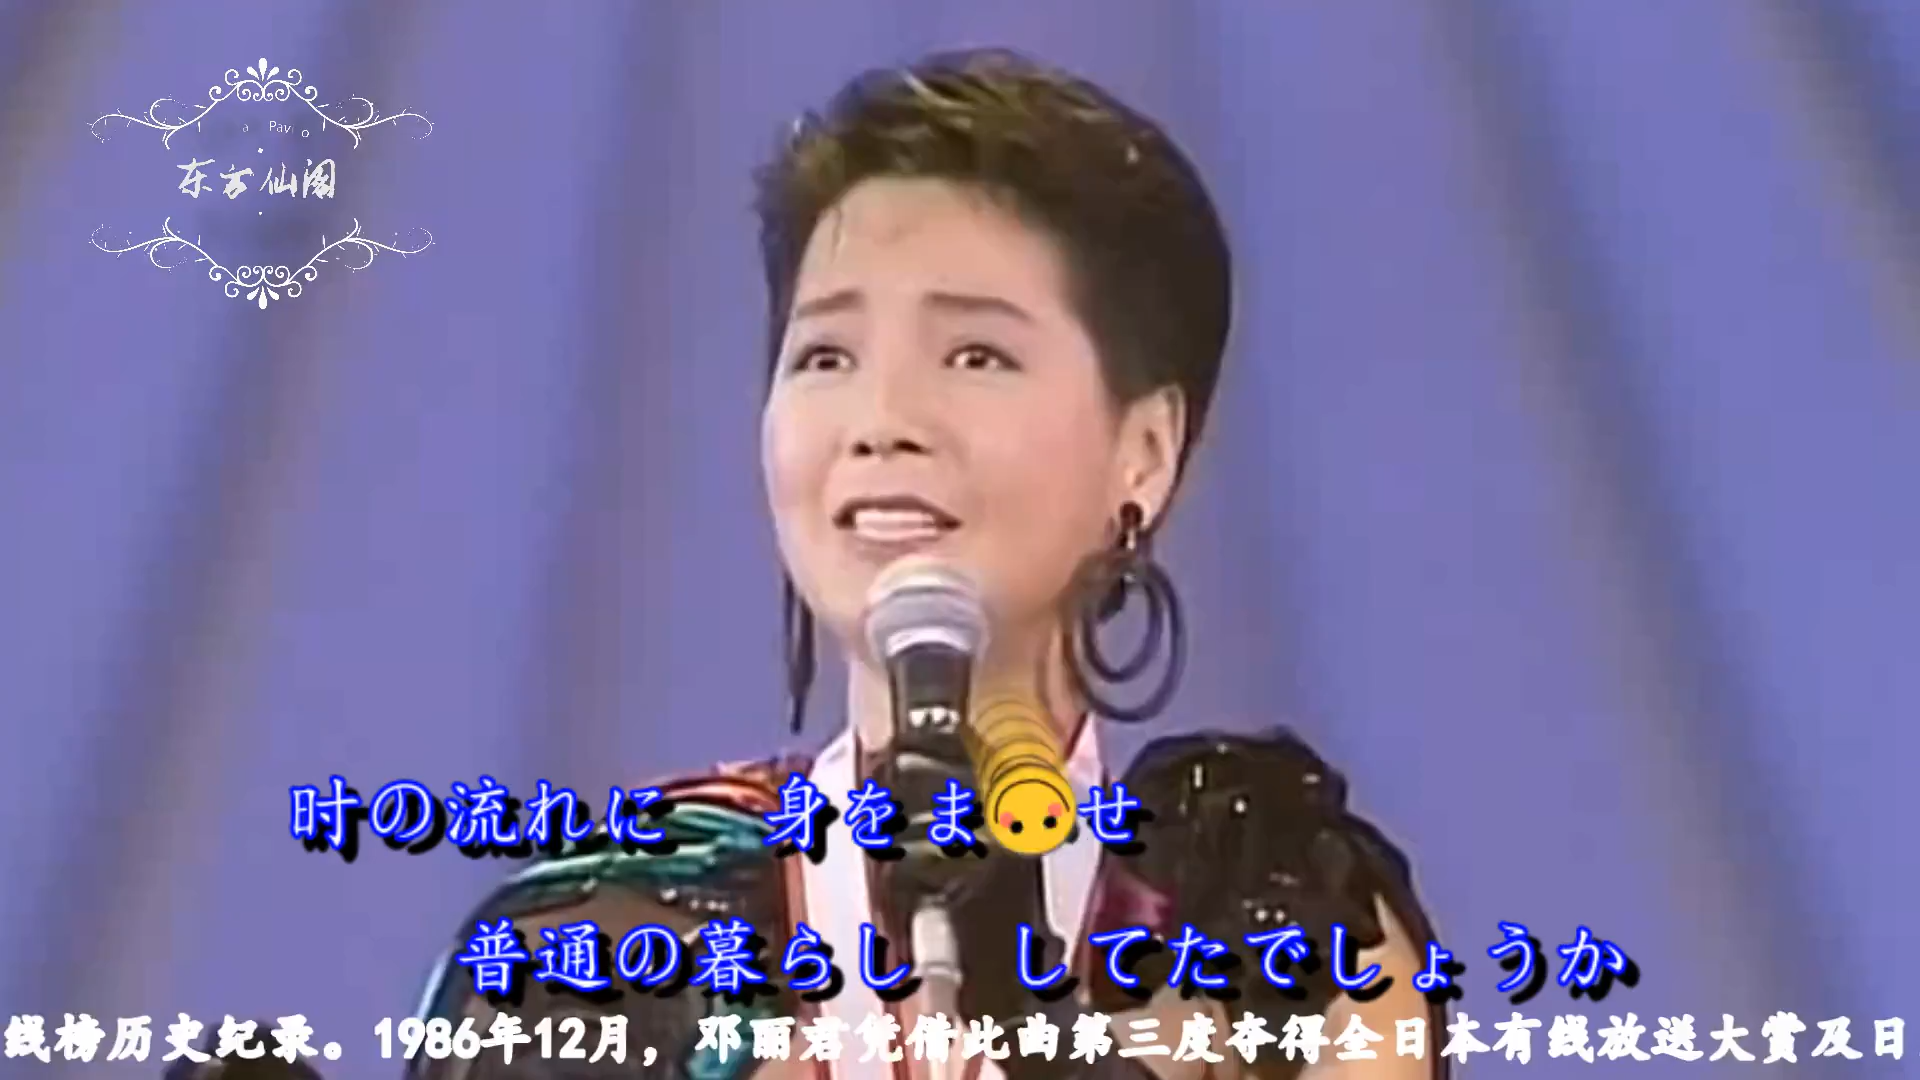 东方仙阁
时の流れに 身をま せ
普通の暮らし してたでしょうか
线榜历史纪录。1986年12月，邓丽君凭借此曲第三度夺得全日本有线放送大赏及日